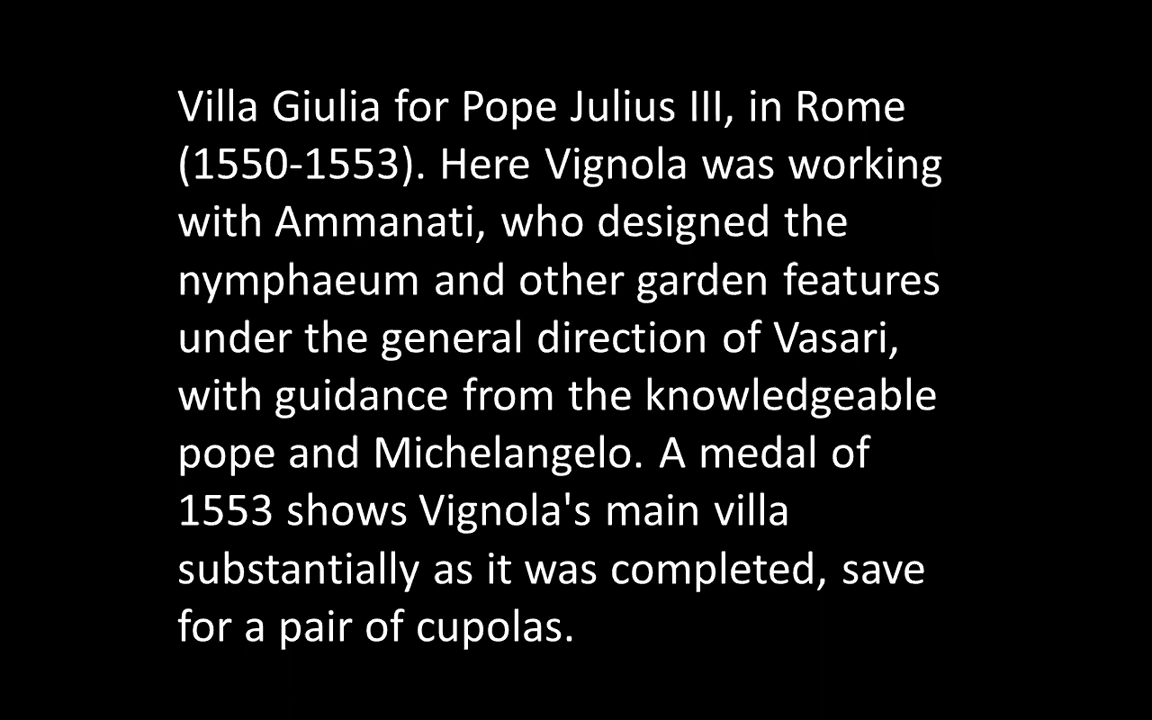 Villa Giulia for Pope Julius III, in Rome
(1550-1553). Here Vignola was working
with Ammanati, who designed the
nymphaeum and other garden features
under the general direction of Vasari,
with guidance from the knowledgeable
pope and Michelangelo. A medal of
1553 shows Vignola's main villa
substantially as it was completed, save
for a pair of cupolas.